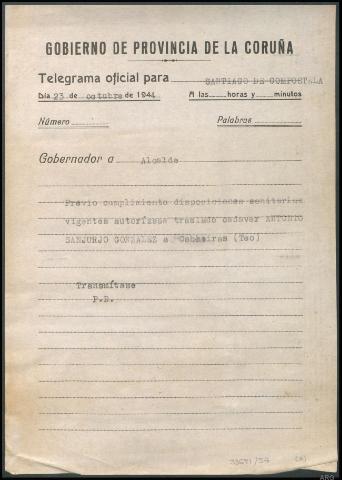 GOBIERNO DE PROVINCIA DE LA CORUÑA
Telegrama oficial para SANTIAGO DE COMPOSTELA
Día 23 de octubre de 1944 A las horas y minutos
Número Palabras
Gobernador a Alcalde
Previo cumplimiento disposiciones sanitarias
vigentes autorízase traslado cadaver ANTONIO
SANJURJO GONZALEZ a (Teo)
Transmítase
P.D.
ARG